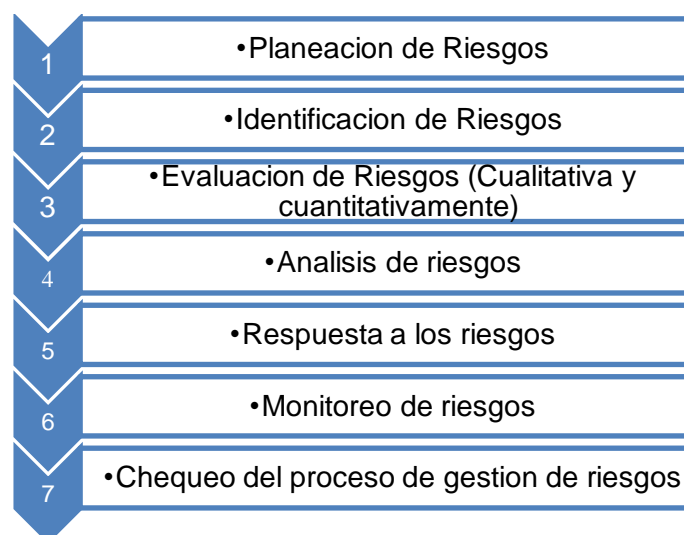 1
•Planeacion de Riesgos
2
•Identificacion de Riesgos
3
•Evaluacion de Riesgos (Cualitativa y
cuantitativamente)
4
•Analisis de riesgos
5
•Respuesta a los riesgos
6
•Monitoreo de riesgos
7
•Chequeo del proceso de gestion de riesgos